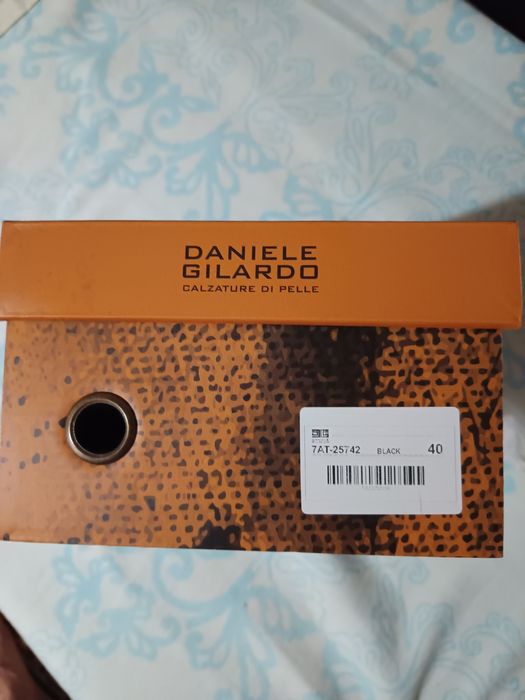 DANIELE
GILARDO
CALZATURE DI PELLE
7AT-25742 BLACK 40